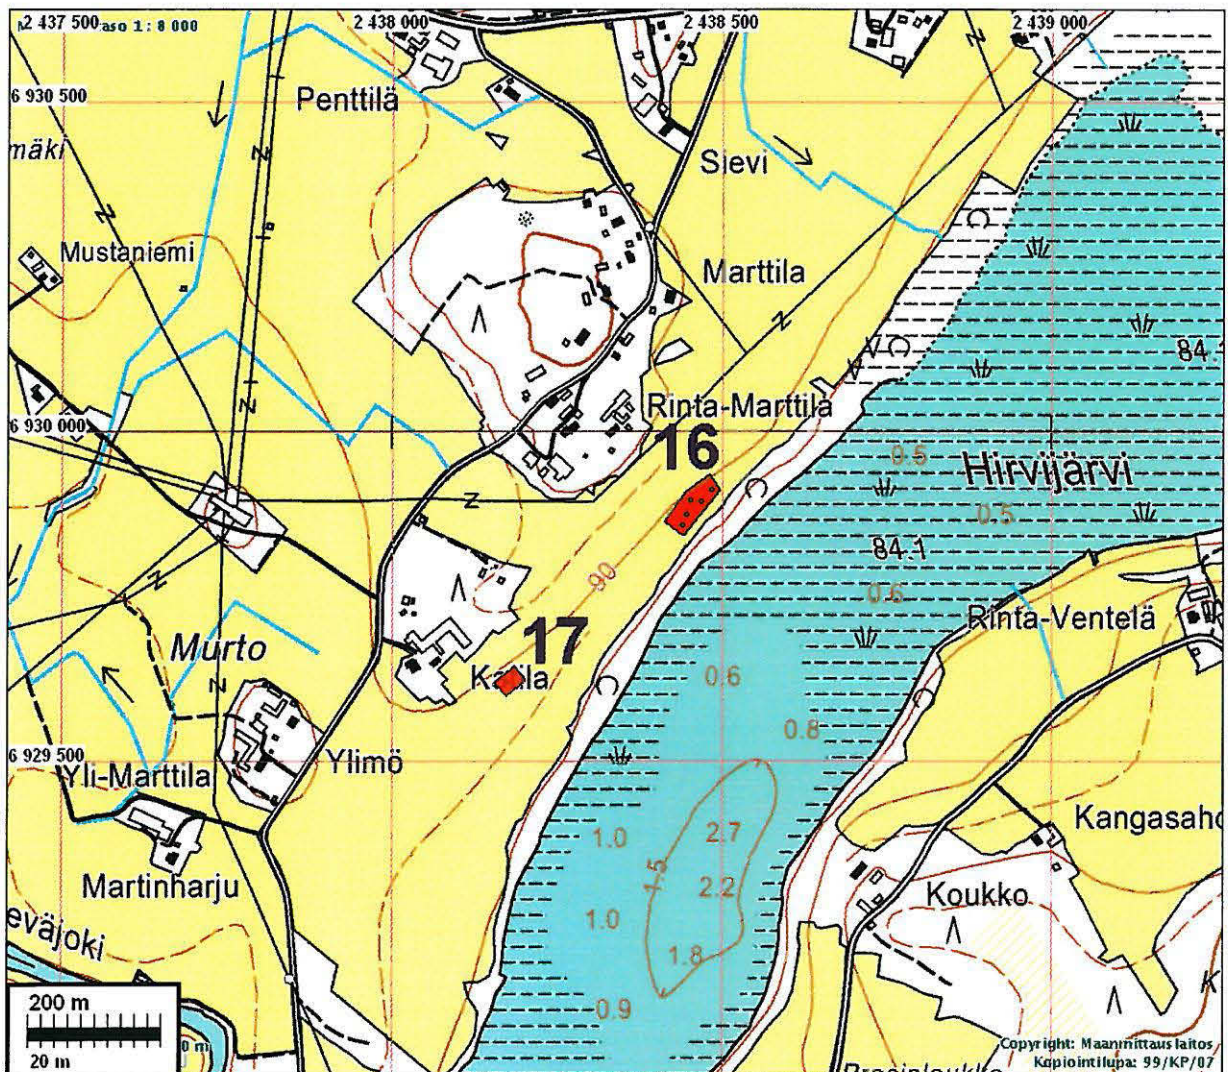 2 437 500
aso 1 : 8 000
2 438 000
2 438 500
2 439 000
6 930 500
Penttilä
mäki
Sievi
Mustaniemi
Marttila
84.1
Rinta-Marttila
6 930 000
16
Hirvijärvi
0.5
0.5
84.1
90
0.6
Rinta-Ventelä
17
Murto
0.6
0.8
6 929 500
Ylimö
Yli-Marttila
1.0
2.7
Kangasaho
1.5
2.2
Martinharju
Koukko
1.0
eväjoki
1.8
K
200 m
0.9
0 m
20 m
Copyright: Maanmittauslaitos
Kopiointilupa: 99/KP/07